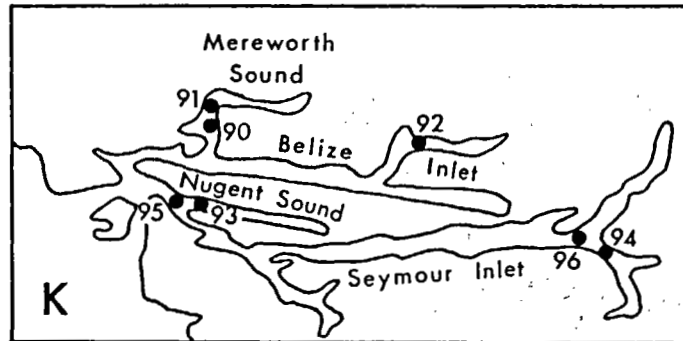 Mereworth
Sound
91
90
92
Belize
Inlet
Nugent Sound
95
93
94
96
Seymour Inlet
K